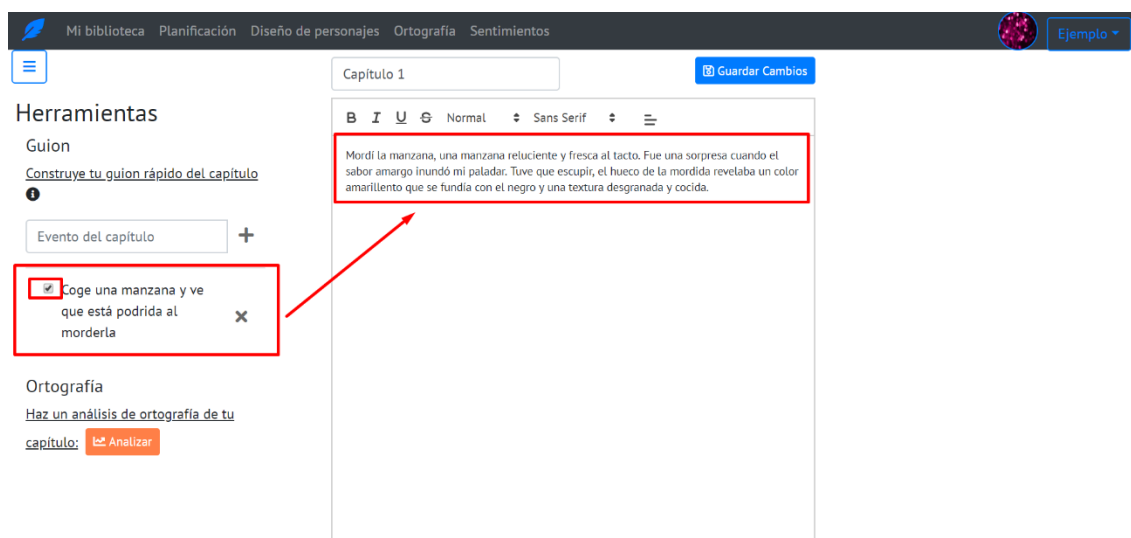 Mi biblioteca Planificación Diseño de personajes Ortografía Sentimientos
Ejemplo
Herramientas
Guion
Construye tu guion rápido del capítulo
Evento del capítulo
Coge una manzana y ve
que está podrida al
morderla
Ortografía
Haz un análisis de ortografía de tu
capítulo: Analizar
Capítulo 1
Guardar Cambios
B I U S Normal Sans Serif
Mordí la manzana, una manzana reluciente y fresca al tacto. Fue una sorpresa cuando el
sabor amargo inundó mi paladar. Tuve que escupir, el hueco de la mordida revelaba un color
amarillento que se fundía con el negro y una textura desgranada y cocida.